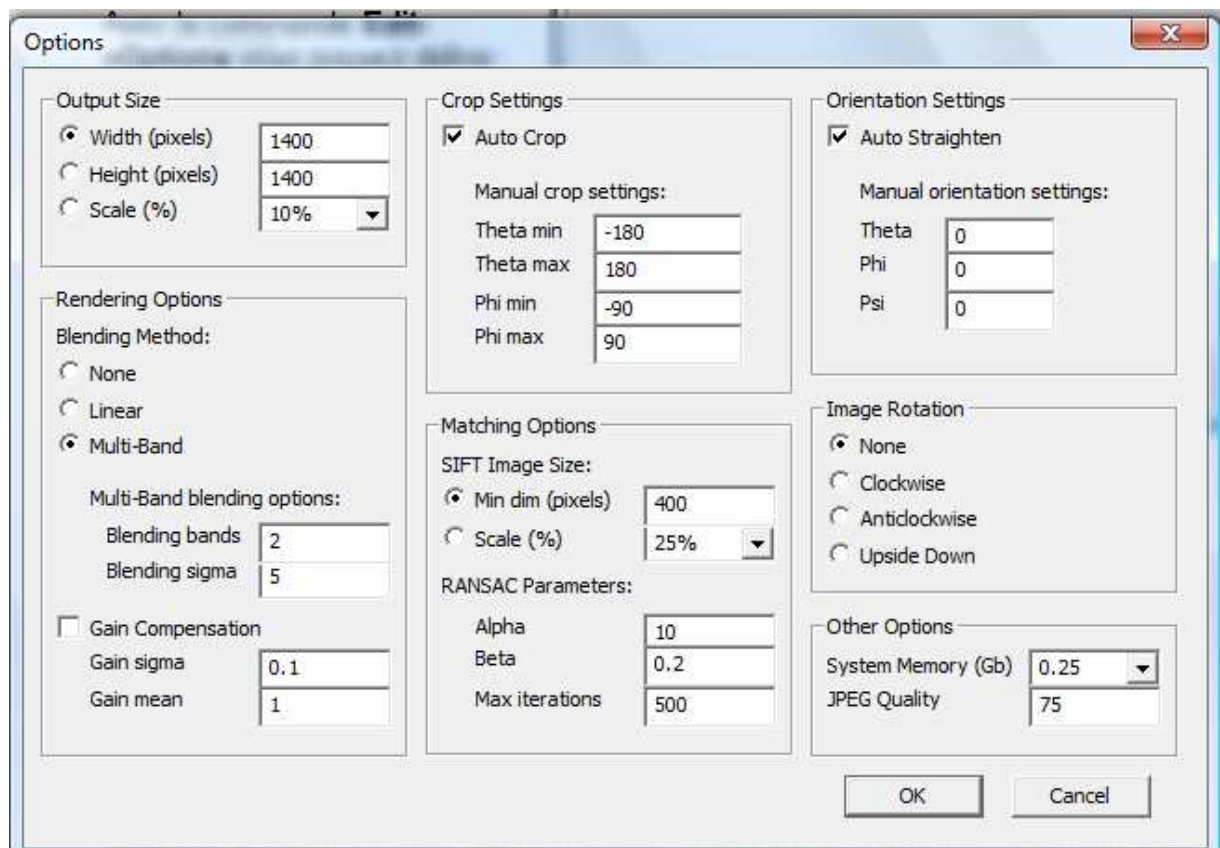 Options
Output Size
Width (pixels) 1400
Height (pixels) 1400
Scale (%) 10%
Rendering Options
Blending Method:
None
Linear
Multi-Band
Multi-Band blending options:
Blending bands 2
Blending sigma 5
Gain Compensation
Gain sigma 0.1
Gain mean 1
Crop Settings
Auto Crop
Manual crop settings:
Theta min -180
Theta max 180
Phi min -90
Phi max 90
Matching Options
SIFT Image Size:
Min dim (pixels) 400
Scale (%) 25%
RANSAC Parameters:
Alpha 10
Beta 0.2
Max iterations 500
Orientation Settings
Auto Straighten
Manual orientation settings:
Theta 0
Phi 0
Psi 0
Image Rotation
None
Clockwise
Anticlockwise
Upside Down
Other Options
System Memory (Gb) 0.25
JPEG Quality 75
OK Cancel